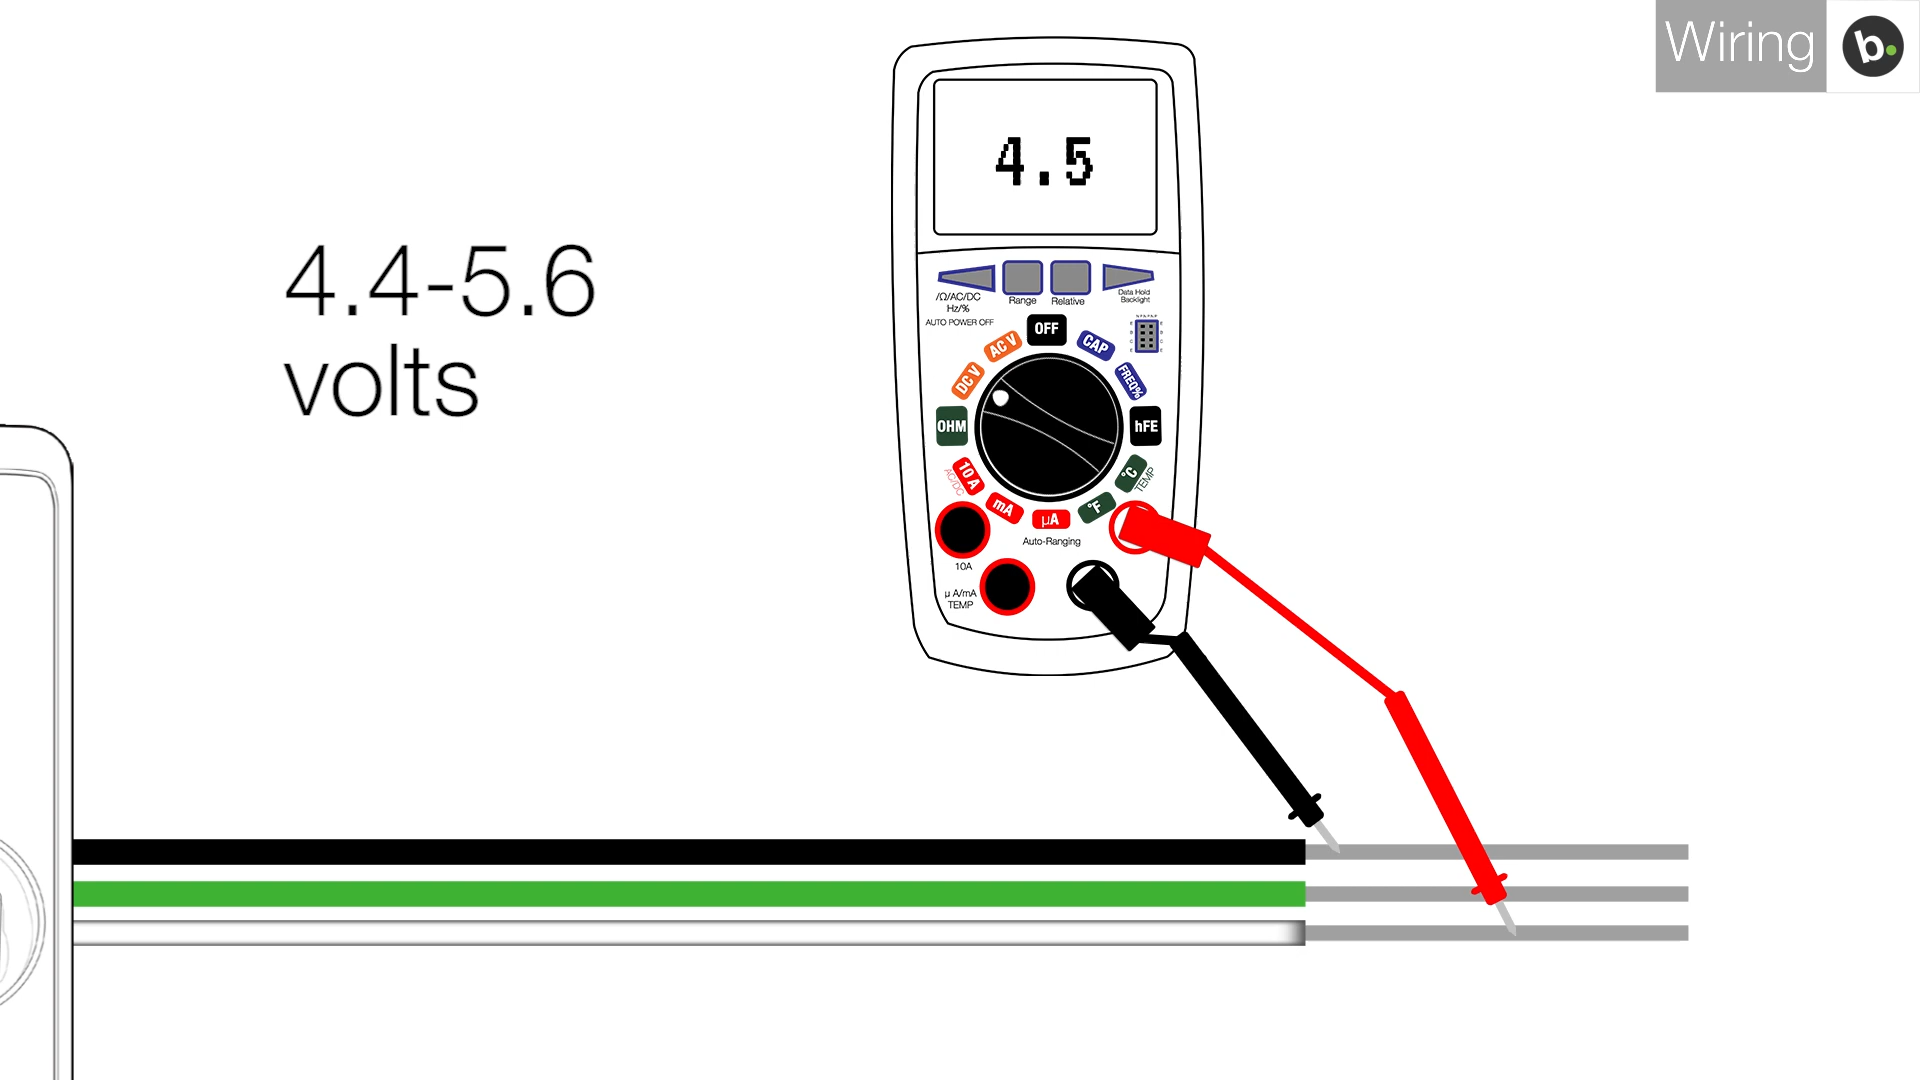 Wiring
b.
4.5
4.4-5.6
volts
/Ω/AC/DC
Hz/%
Range
Relative
Data Hold
Backlight
AUTO POWER OFF
OFF
AC V
CAP
DC V
FREQ%
OHM
hFE
10 A
AC/DC
°C
TEMP
mA
µA
°F
Auto-Ranging
10A
µ A/mA
TEMP